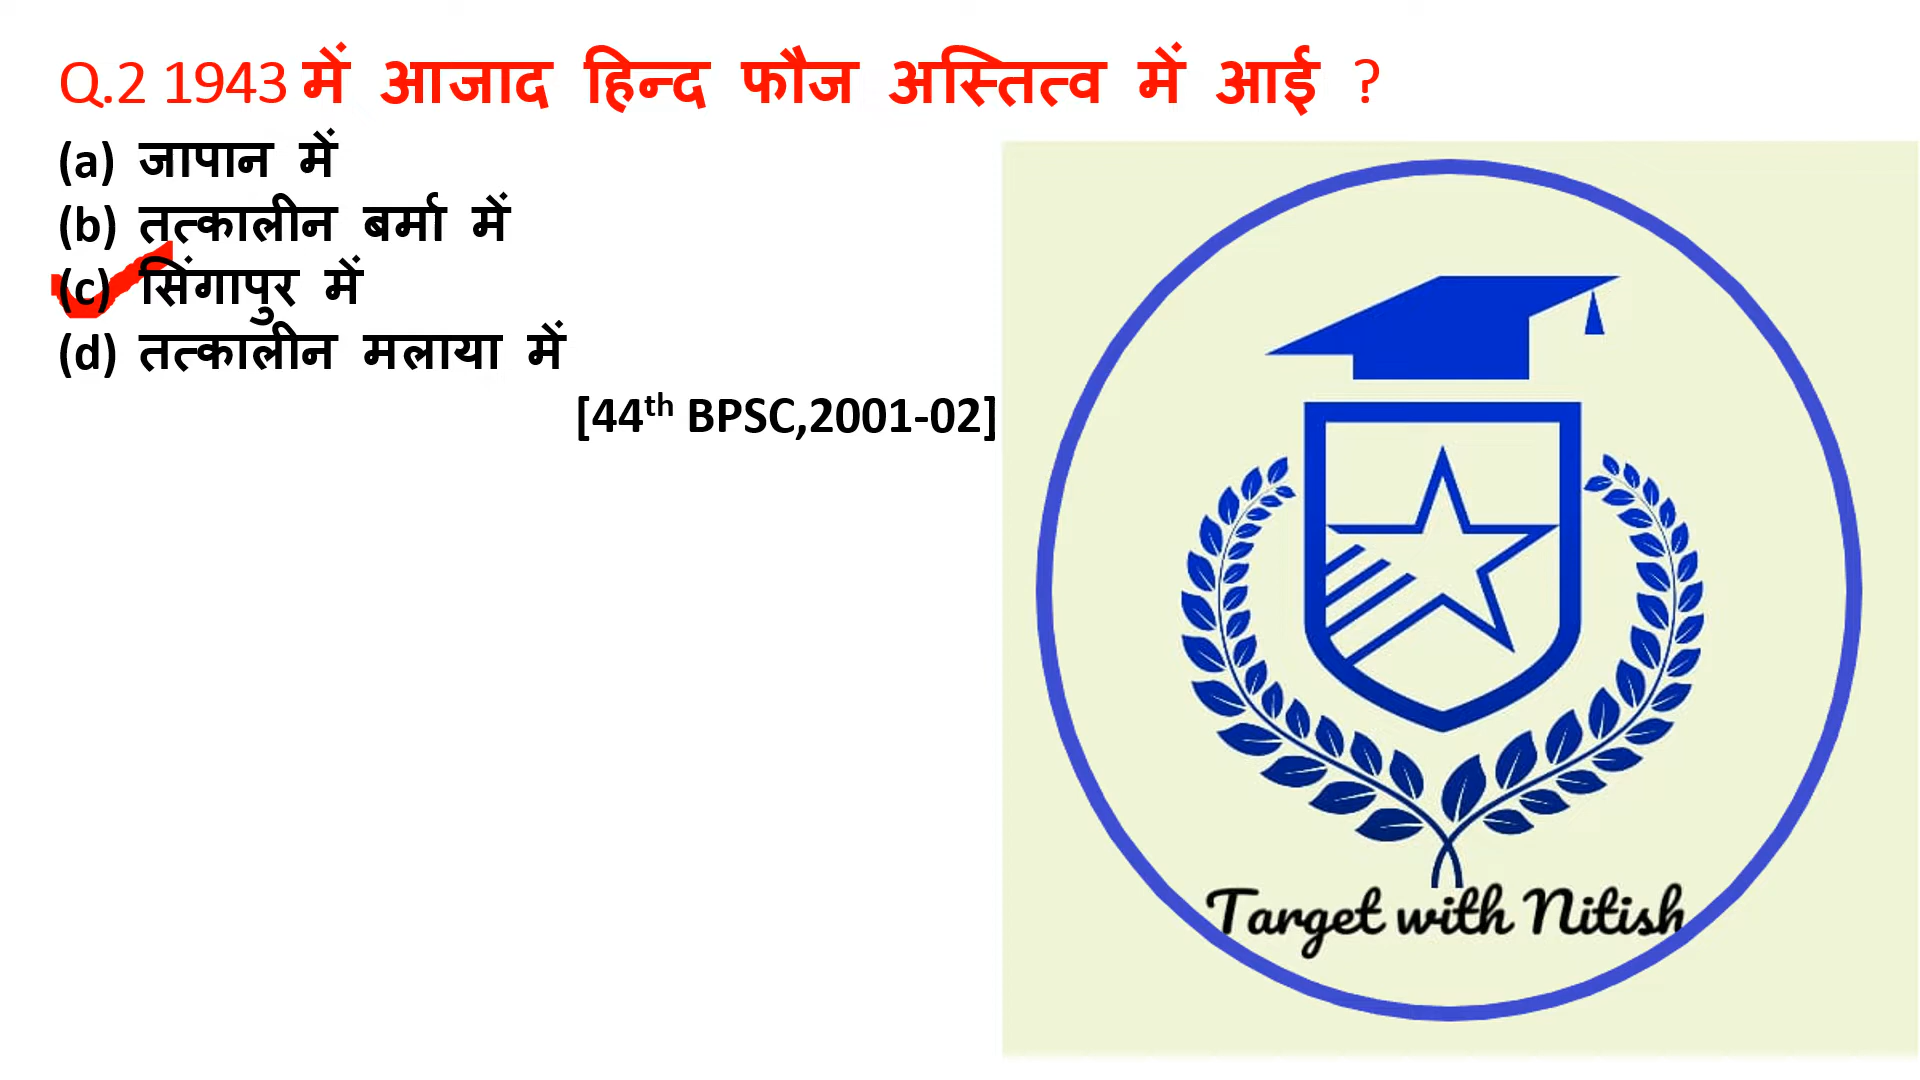 Q.2 1943 में आजाद हिन्द फौज अस्तित्व में आई ?
(a) जापान में
(b) तत्कालीन बर्मा में
(c) सिंगापुर में
(d) तत्कालीन मलाया में
[44th BPSC,2001-02]
Target with Nitish